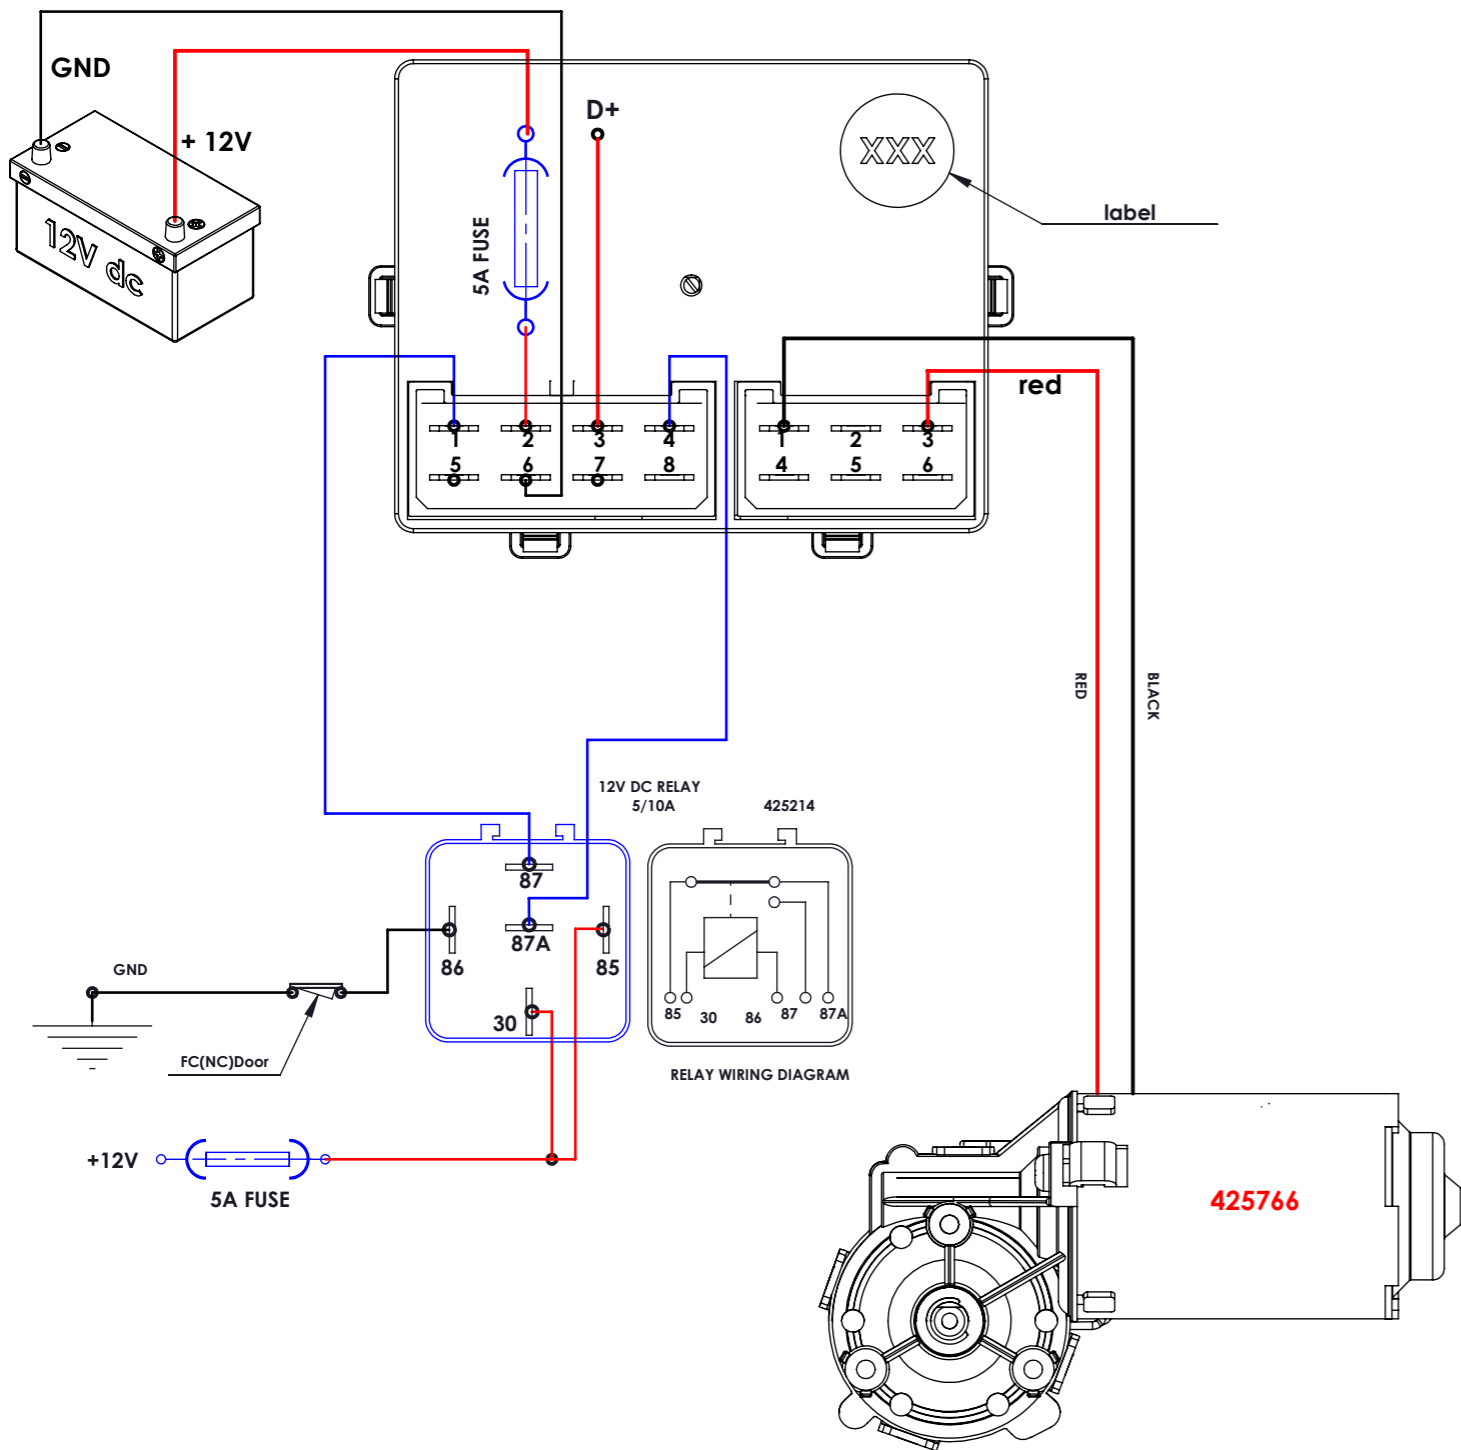 GND
+ 12V
12V dc
D+
XXX
label
5A FUSE
red
1 2 3 4
5 6 7 8
1 2 3
4 5 6
RED
BLACK
12V DC RELAY
5/10A
425214
87
87A
86
85
30
85 30 86 87 87A
RELAY WIRING DIAGRAM
GND
FC(NC)Door
+12V
5A FUSE
425766